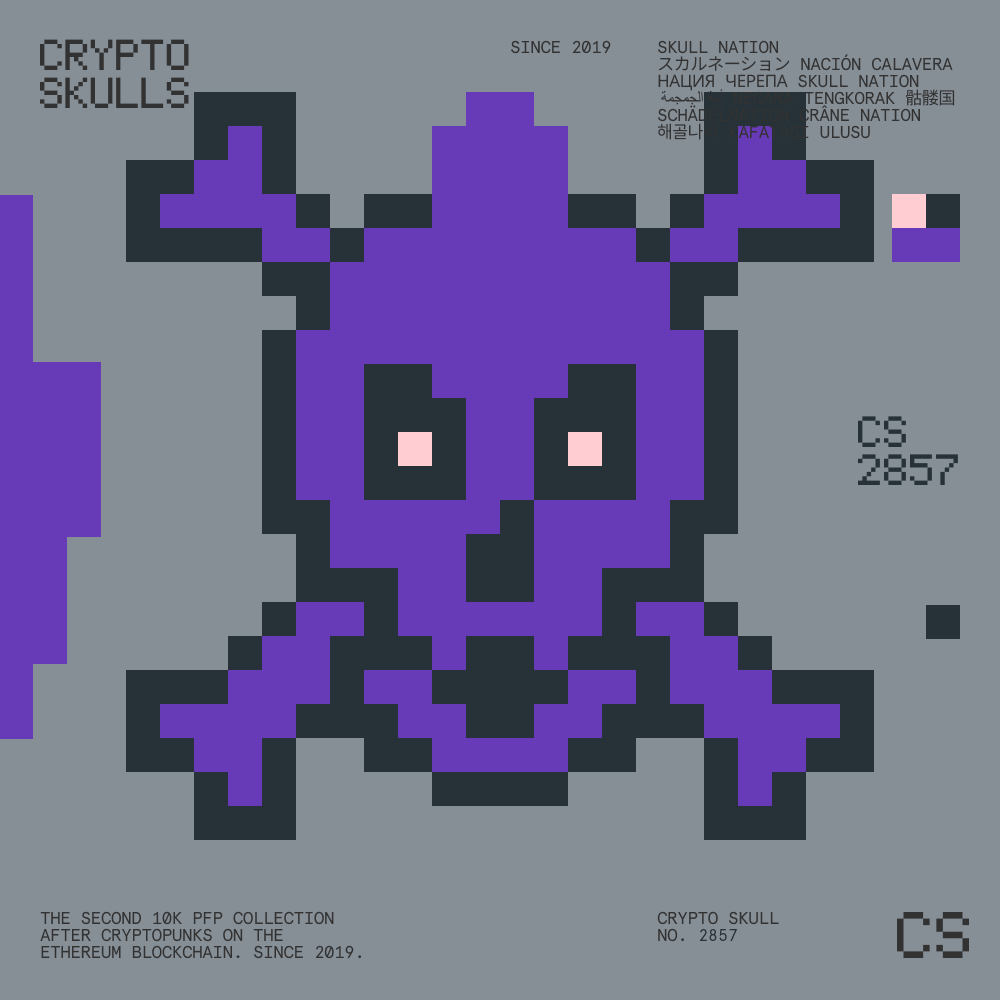 CRYPTO
SKULLS
SINCE 2019
SKULL NATION
スカルネーション NACIÓN CALAVERA
НАЦИЯ ЧЕРЕПА SKULL NATION
الجمجمة TENGKORAK 骷髅国
CRÂNE NATION
ULUSU
CS
2857
THE SECOND 10K PFP COLLECTION
AFTER CRYPTOPUNKS ON THE
ETHEREUM BLOCKCHAIN. SINCE 2019.
CRYPTO SKULL
NO. 2857
CS